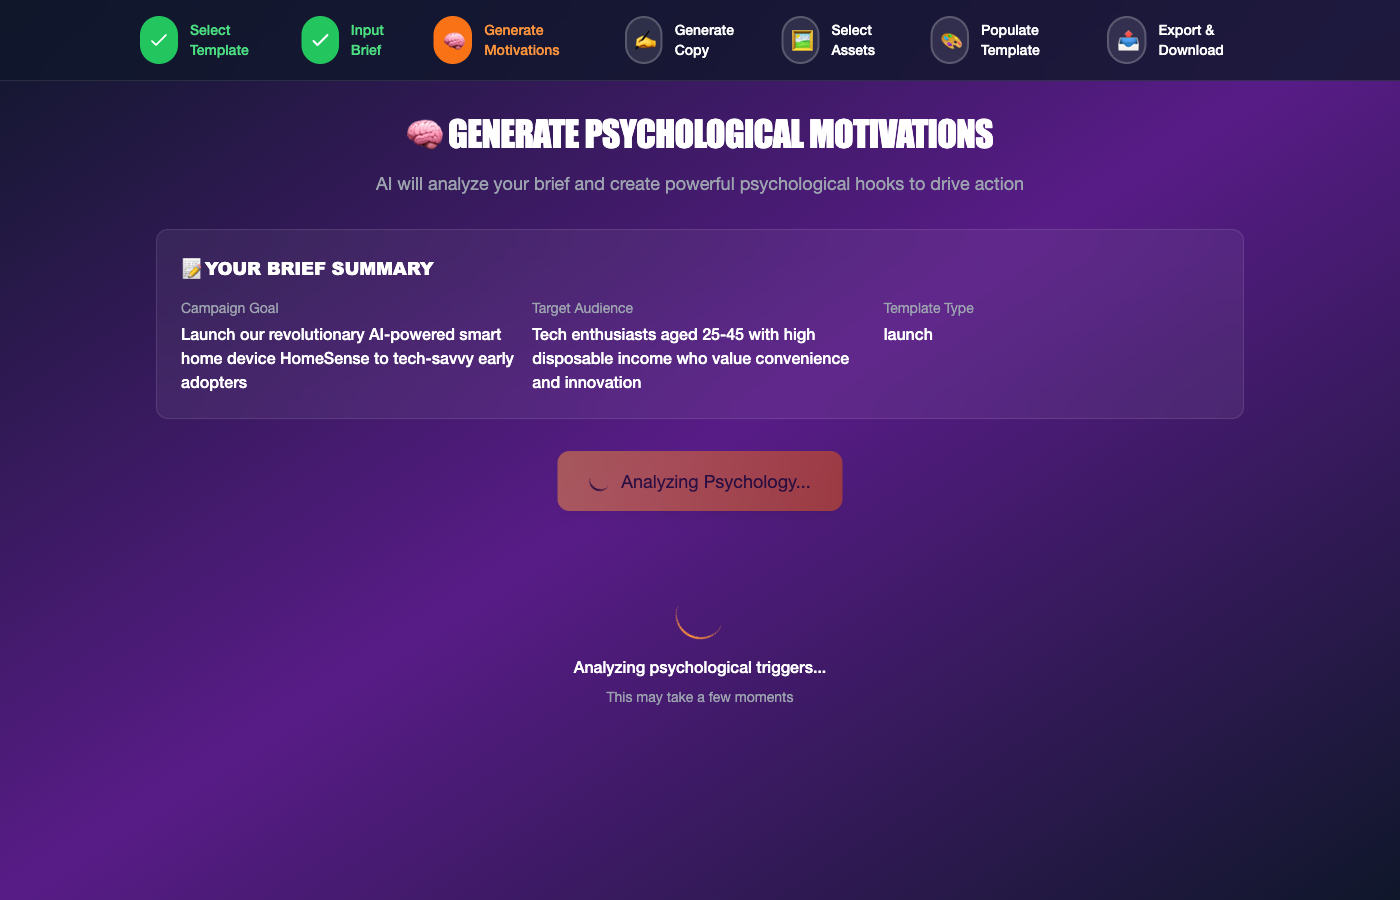 Select
Template
Input
Brief
Generate
Motivations
Generate
Copy
Select
Assets
Populate
Template
Export &
Download
GENERATE PSYCHOLOGICAL MOTIVATIONS
AI will analyze your brief and create powerful psychological hooks to drive action
YOUR BRIEF SUMMARY
Campaign Goal
Launch our revolutionary AI-powered smart
home device HomeSense to tech-savvy early
adopters
Target Audience
Tech enthusiasts aged 25-45 with high
disposable income who value convenience
and innovation
Template Type
launch
Analyzing Psychology...
Analyzing psychological triggers...
This may take a few moments